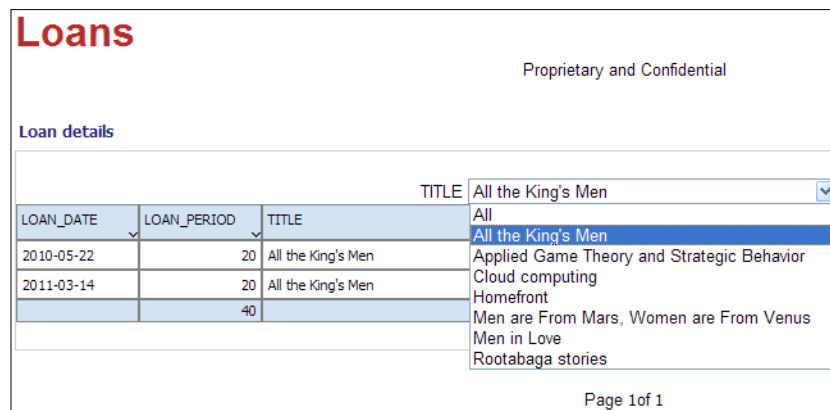 Loans
Proprietary and Confidential
Loan details
TITLE All the King's Men
LOAN_DATE LOAN_PERIOD TITLE
2010-05-22 20 All the King's Men
2011-03-14 20 All the King's Men
40
All
All the King's Men
Applied Game Theory and Strategic Behavior
Cloud computing
Homefront
Men are From Mars, Women are From Venus
Men in Love
Rootabaga stories
Page 1of 1